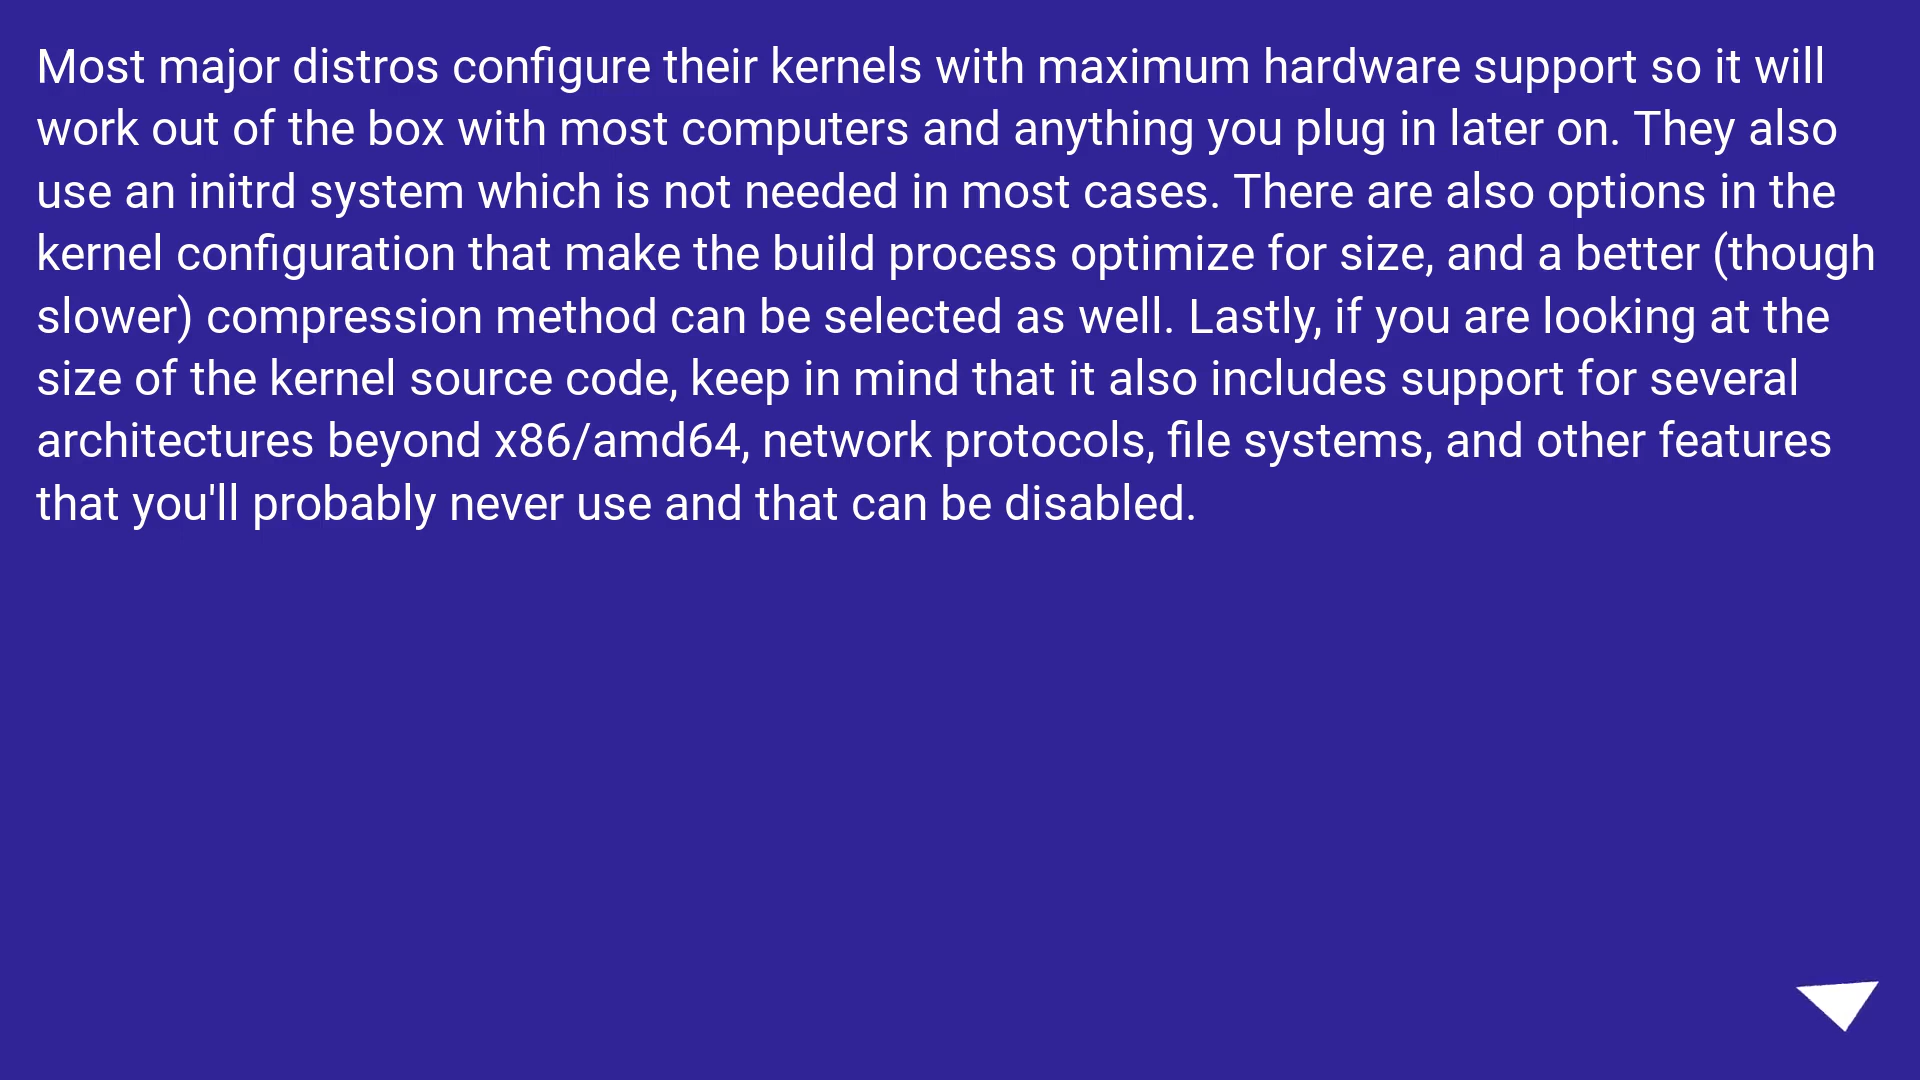 Most major distros configure their kernels with maximum hardware support so it will
work out of the box with most computers and anything you plug in later on. They also
use an initrd system which is not needed in most cases. There are also options in the
kernel configuration that make the build process optimize for size, and a better (though
slower) compression method can be selected as well. Lastly, if you are looking at the
size of the kernel source code, keep in mind that it also includes support for several
architectures beyond x86/amd64, network protocols, file systems, and other features
that you'll probably never use and that can be disabled.